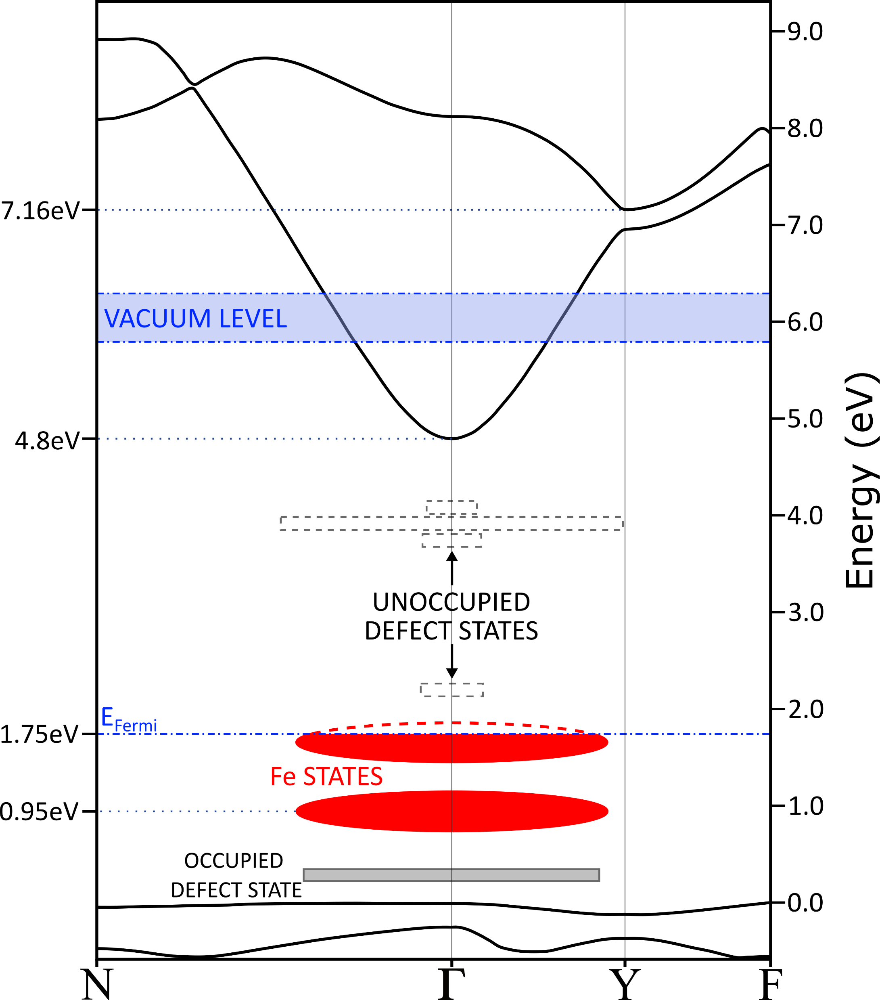 9.0
8.0
7.16eV
7.0
VACUUM LEVEL
6.0
5.0
4.8eV
4.0
Energy (eV)
UNOCCUPIED
DEFECT STATES
3.0
2.0
EFermi
1.75eV
Fe STATES
1.0
0.95eV
OCCUPIED
DEFECT STATE
0.0
N Γ Y F